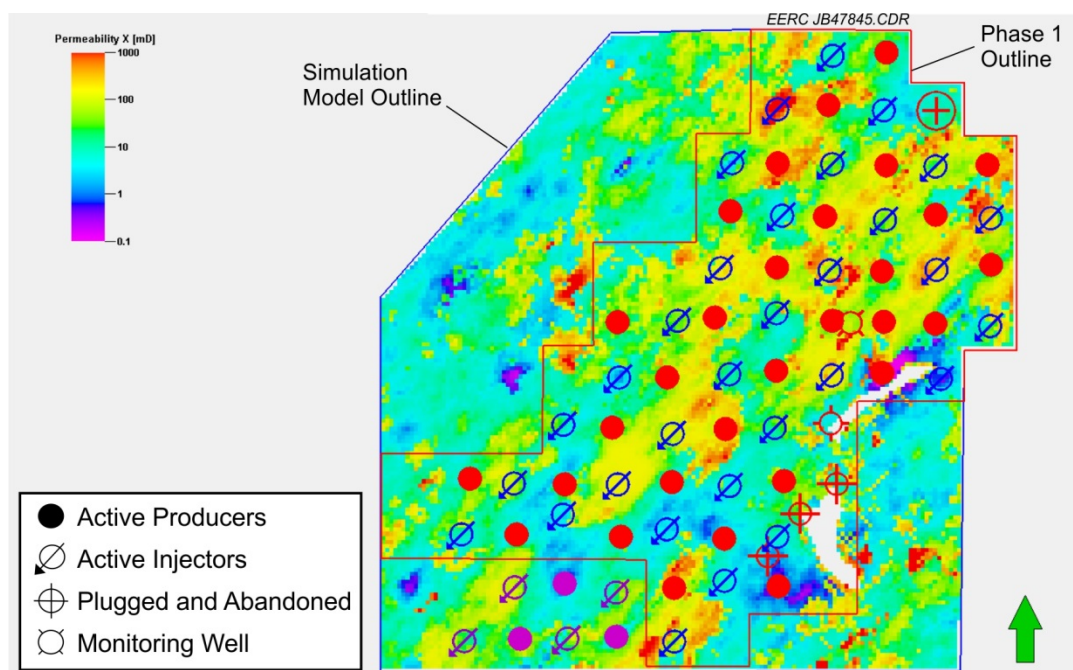 EERC JB47845.CDR
Permeability X [mD]
1000
100
10
1
0.1
Simulation
Model Outline
Phase 1
Outline
Active Producers
Active Injectors
Plugged and Abandoned
Monitoring Well